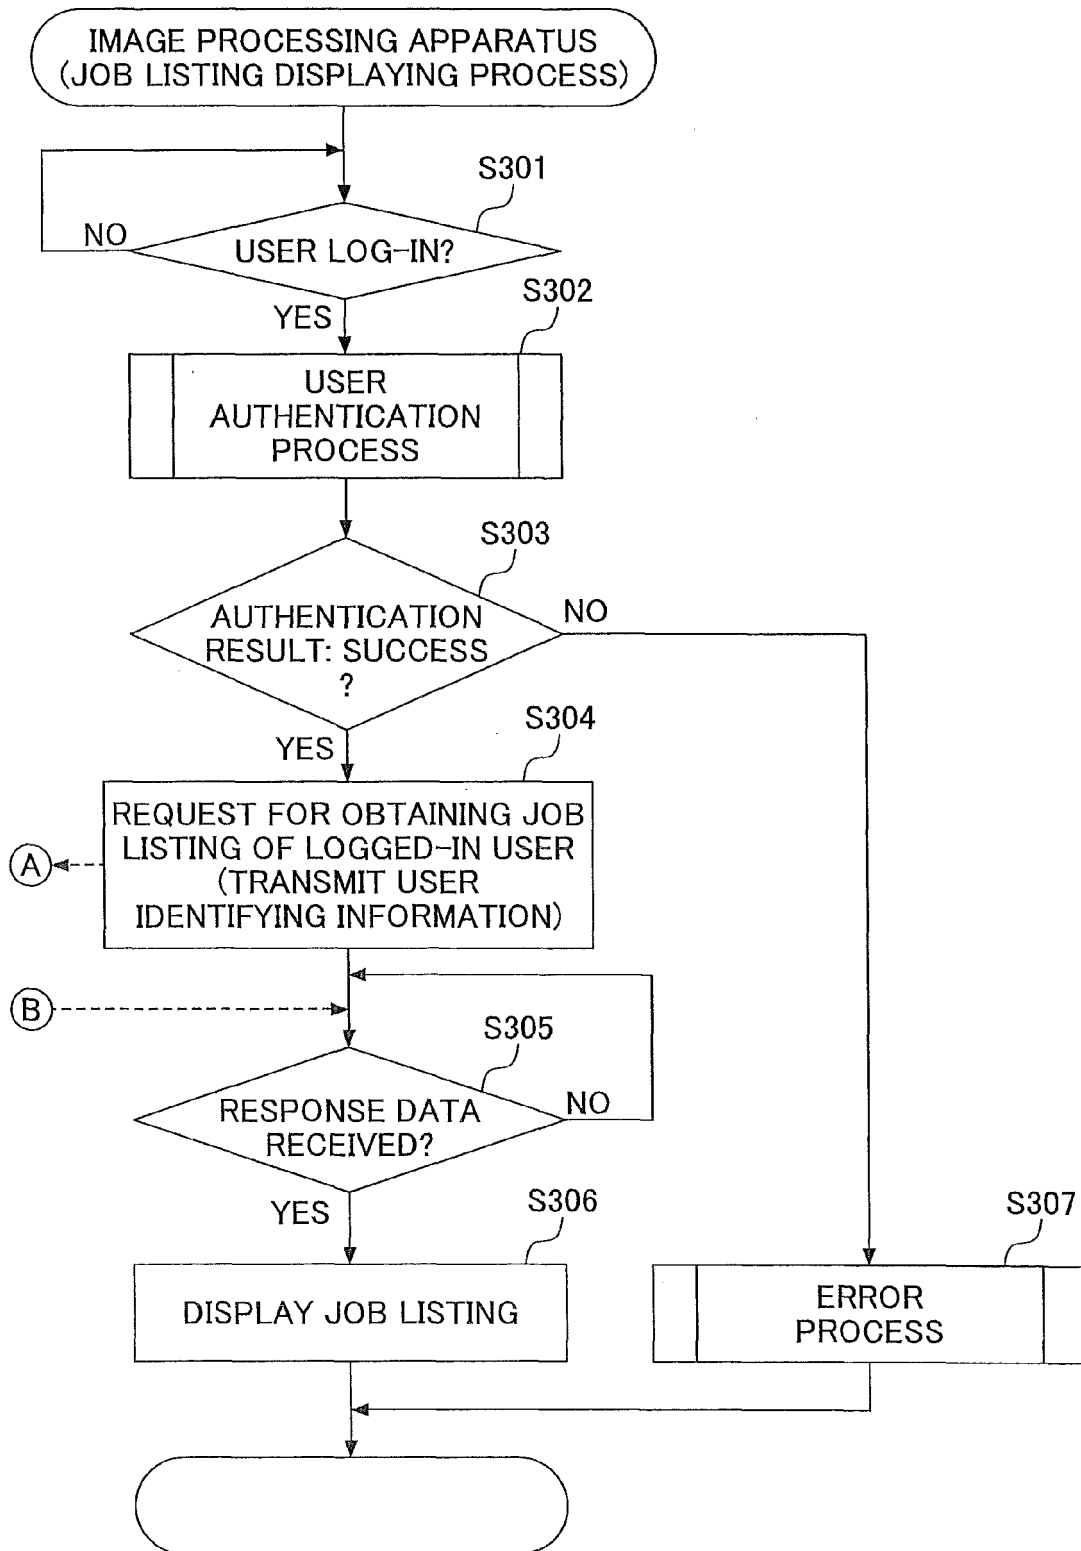 IMAGE PROCESSING APPARATUS
(JOB LISTING DISPLAYING PROCESS)
S301
NO
USER LOG-IN?
YES
S302
USER
AUTHENTICATION
PROCESS
S303
AUTHENTICATION
RESULT: SUCCESS
?
NO
YES
S304
REQUEST FOR OBTAINING JOB
LISTING OF LOGGED-IN USER
(TRANSMIT USER
IDENTIFYING INFORMATION)
A
B
S305
RESPONSE DATA
RECEIVED?
NO
YES
S306
DISPLAY JOB LISTING
S307
ERROR
PROCESS